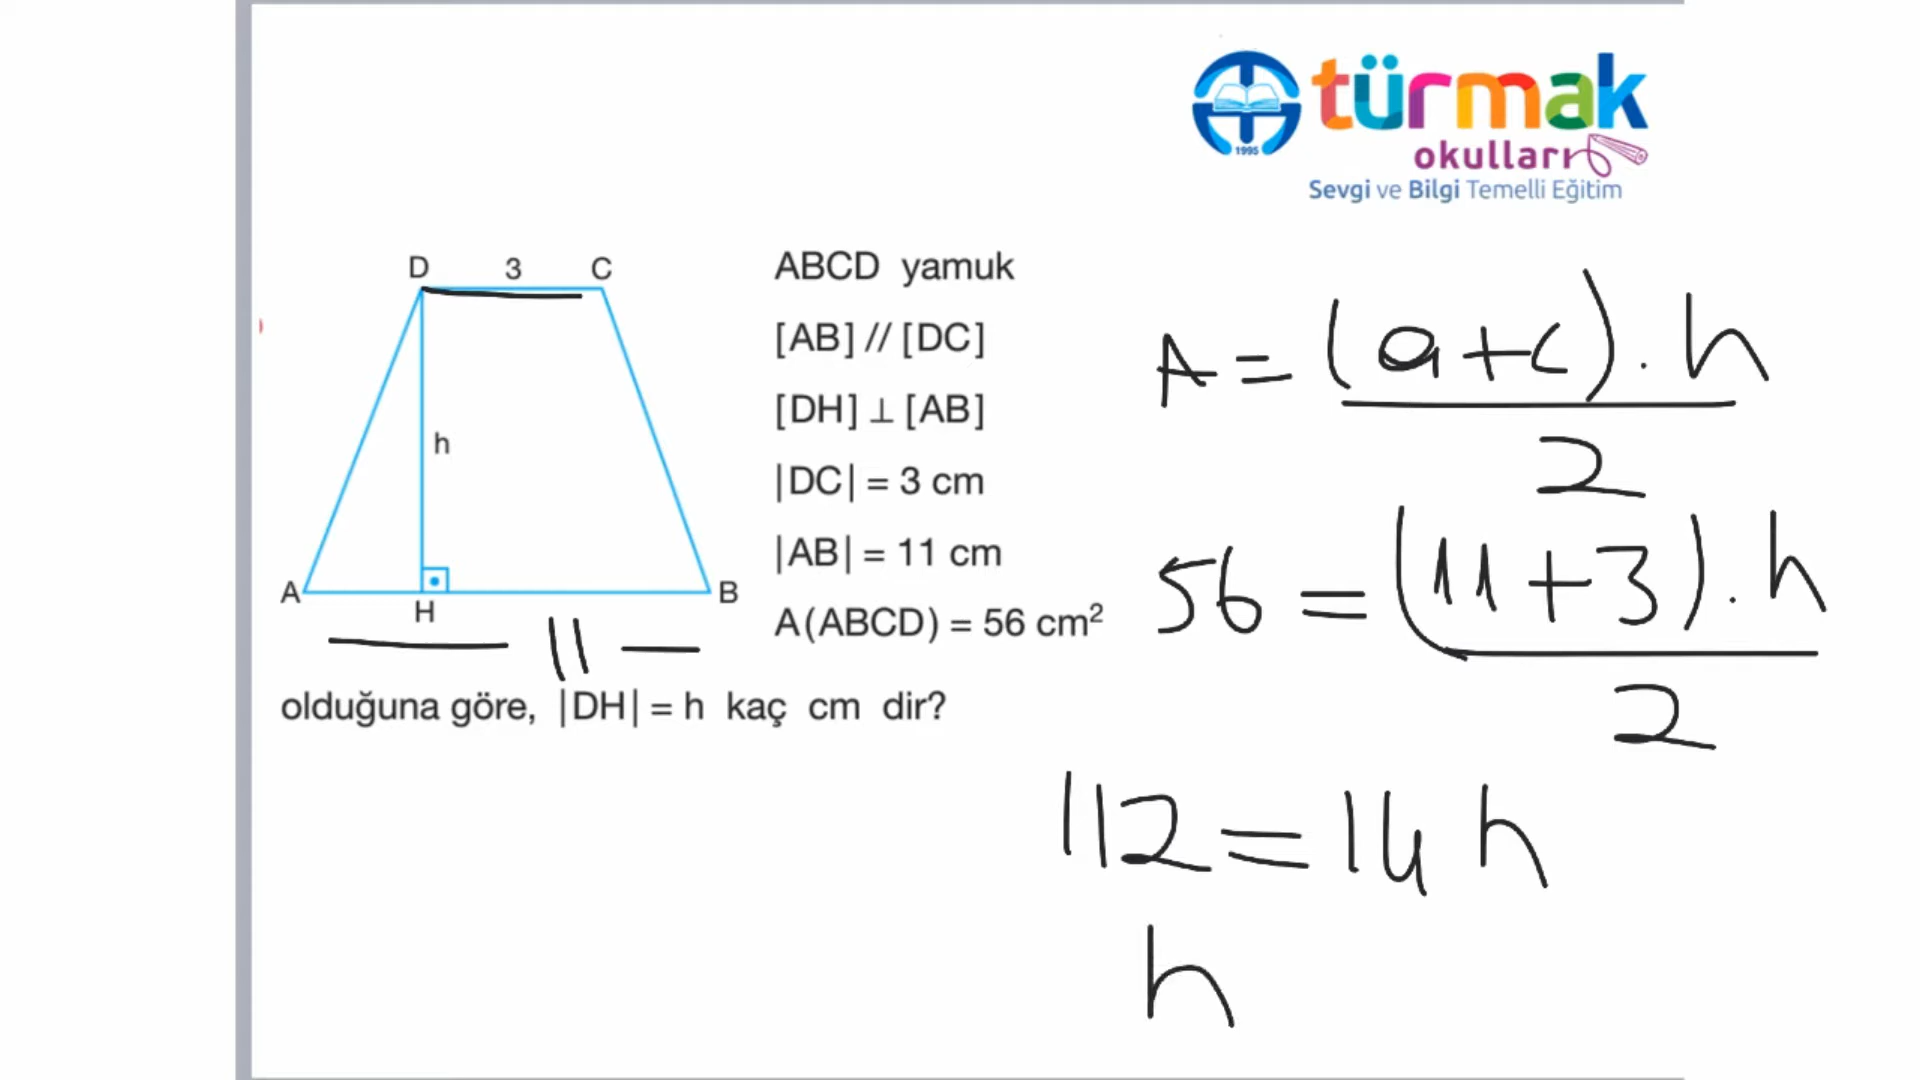 1995
türmak
okulları
Sevgi ve Bilgi Temelli Eğitim
D 3 C
h
A H B
11
ABCD yamuk
[AB] // [DC]
[DH] ⊥ [AB]
|DC| = 3 cm
|AB| = 11 cm
A(ABCD) = 56 cm²
olduğuna göre, |DH| = h kaç cm dir?
A = (a+c).h
2
56 = (11+3).h
2
112 = 14 h
h